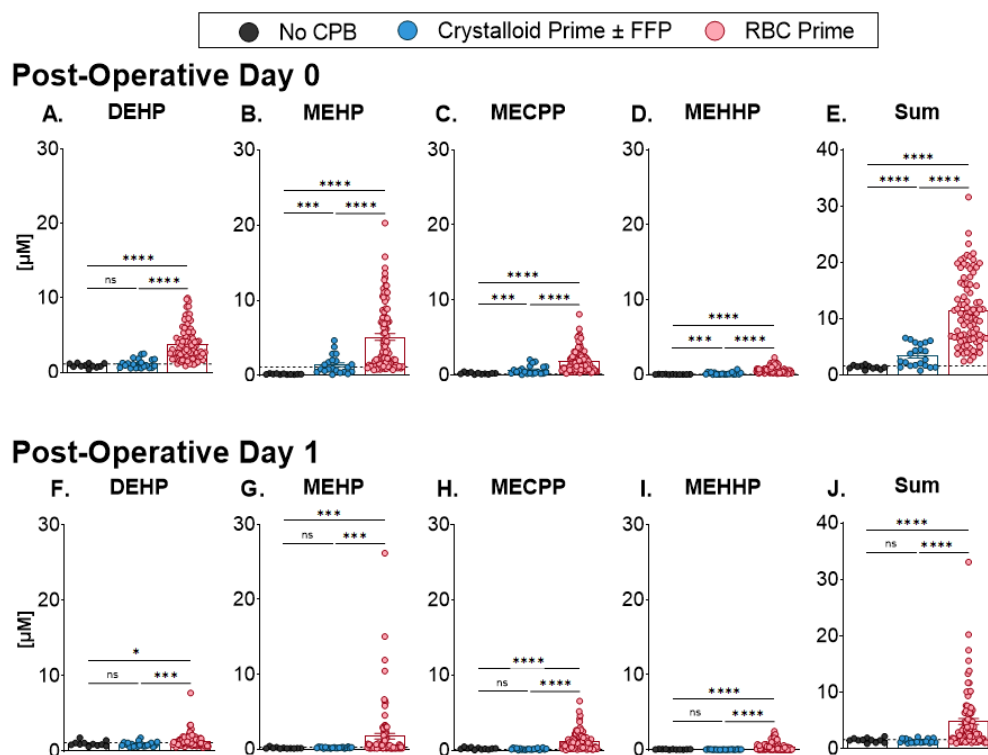 No CPB Crystalloid Prime ± FFP RBC Prime
Post-Operative Day 0
A. DEHP B. MEHP C. MECPP D. MEHHP E. Sum
30 30 30 30 40
**** **** **** **** ****
ns **** *** **** *** **** *** **** **** ****
[µM]
20 20 20 20 30
10 10 10 10 20
10
0 0 0 0 0
Post-Operative Day 1
F. DEHP G. MEHP H. MECPP I. MEHHP J. Sum
30 30 30 30 40
* *** **** **** ****
ns *** ns *** ns **** ns **** ns ****
[µM]
20 20 20 20 30
10 10 10 10 20
10
0 0 0 0 0